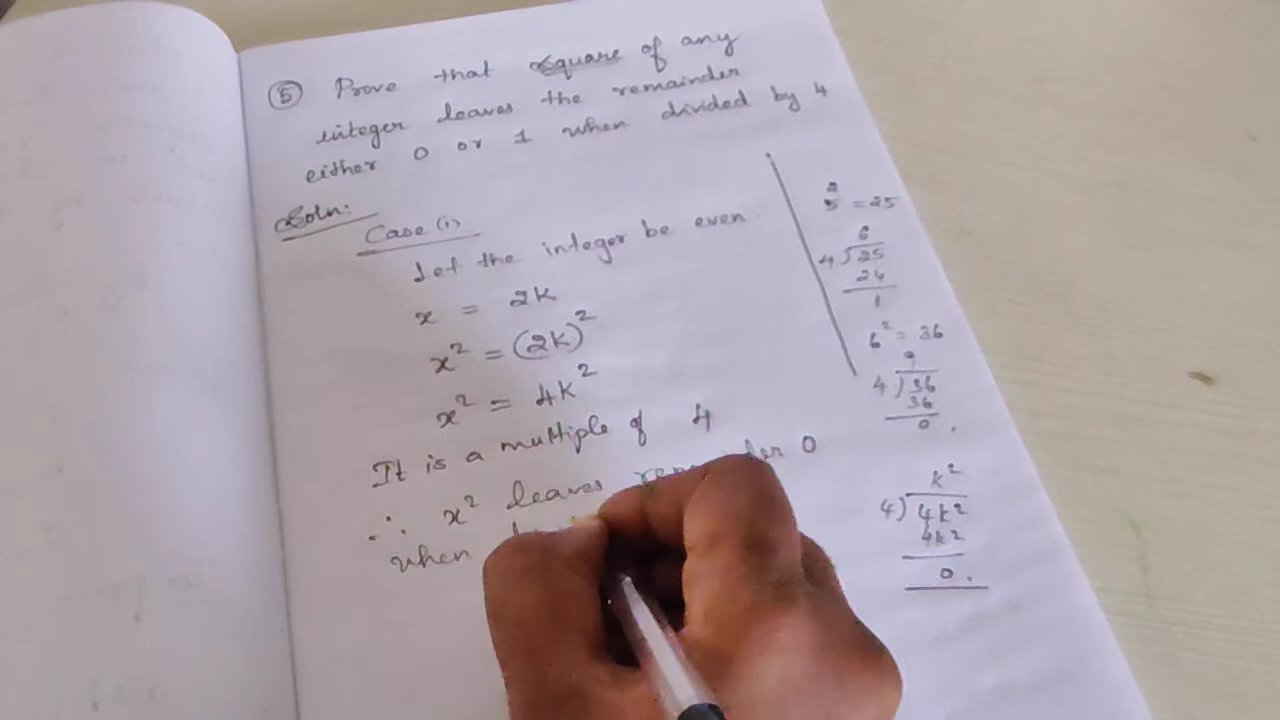 5 Prove that square of any
integer leaves the remainder
either 0 or 1 when divided by 4
Soln:
Case (i)
Let the integer be even
x = 2k
x² = (2k)²
x² = 4k²
It is a multiple of 4
∴ x² leaves remainder 0
when
5² = 25
6
4)25
24
1
6² = 36
9
4)36
36
0.
k²
4)4k²
4k²
0.